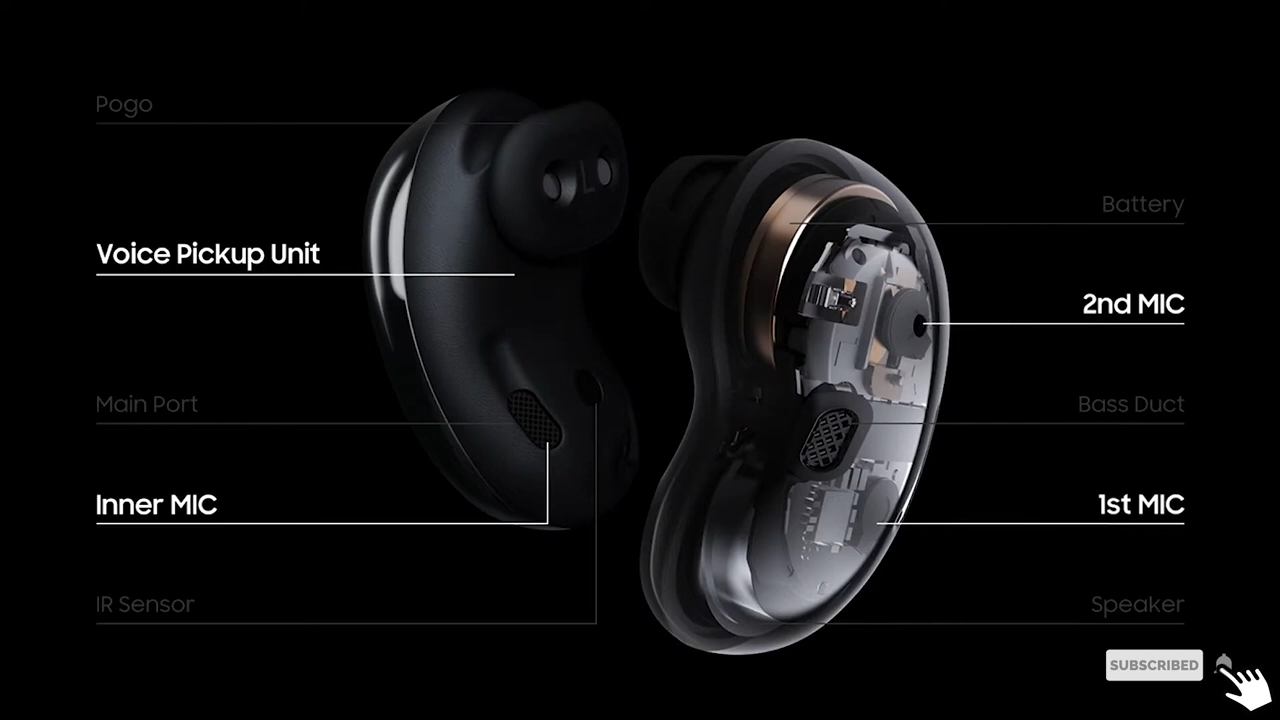 Pogo
Battery
Voice Pickup Unit
2nd MIC
Main Port
Bass Duct
Inner MIC
1st MIC
IR Sensor
Speaker
L
SUBSCRIBED